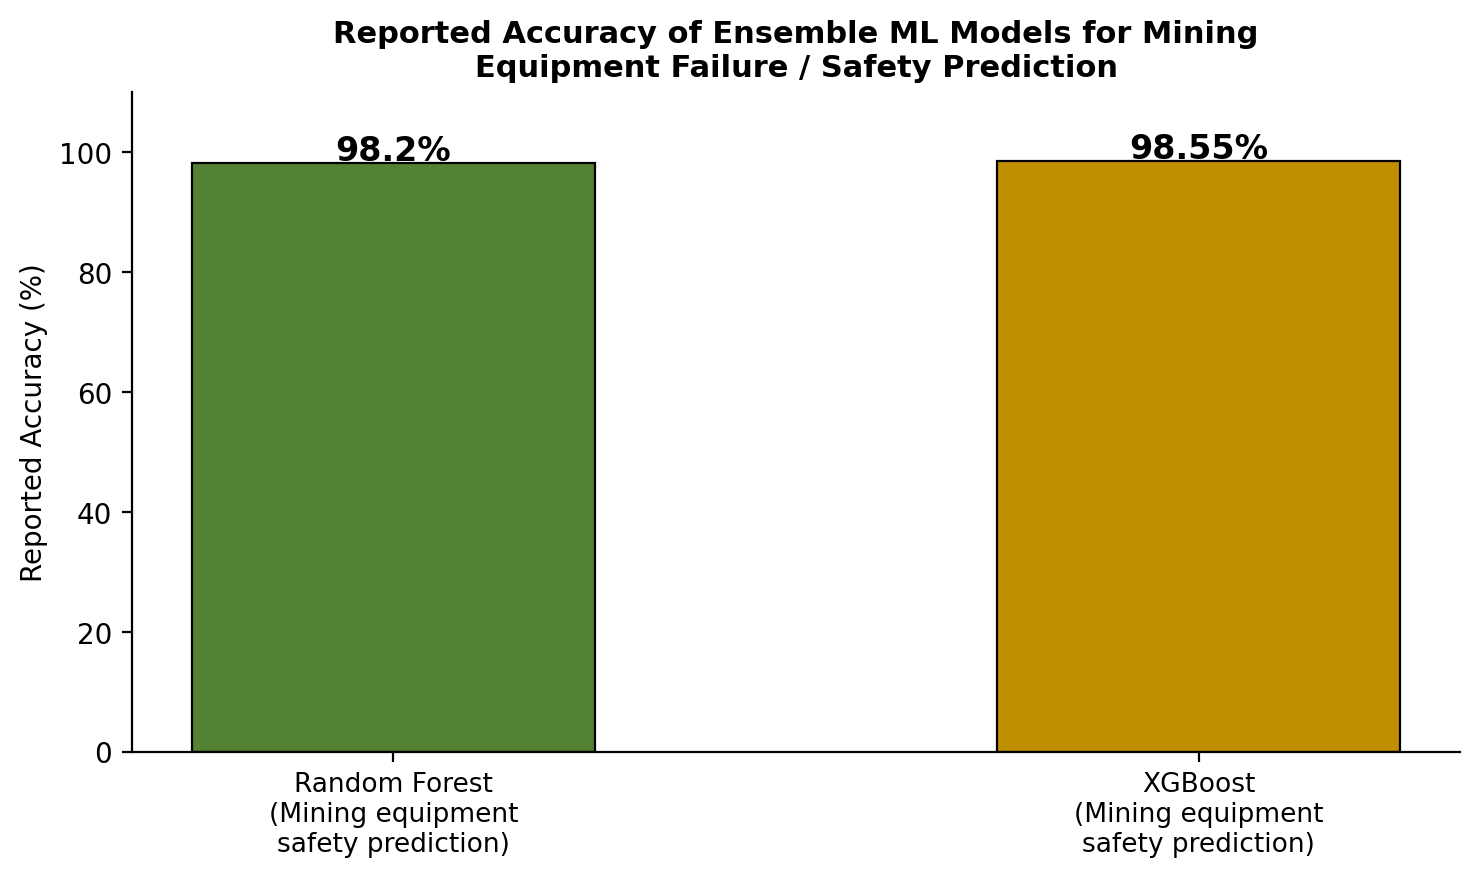 Reported Accuracy of Ensemble ML Models for Mining
Equipment Failure / Safety Prediction
Reported Accuracy (%)
100
80
60
40
20
0
98.2%
98.55%
Random Forest
(Mining equipment
safety prediction)
XGBoost
(Mining equipment
safety prediction)